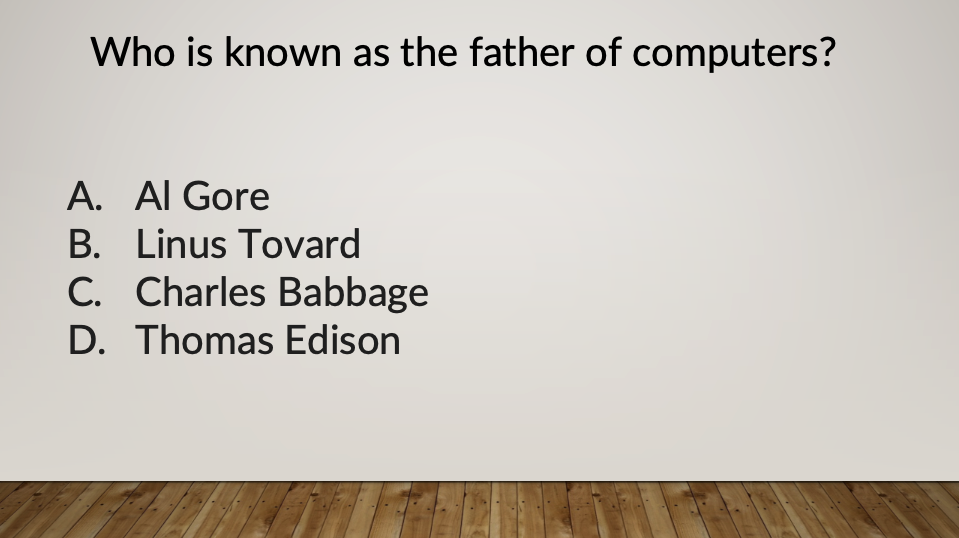 Who is known as the father of computers?
A. Al Gore
B. Linus Tovard
C. Charles Babbage
D. Thomas Edison